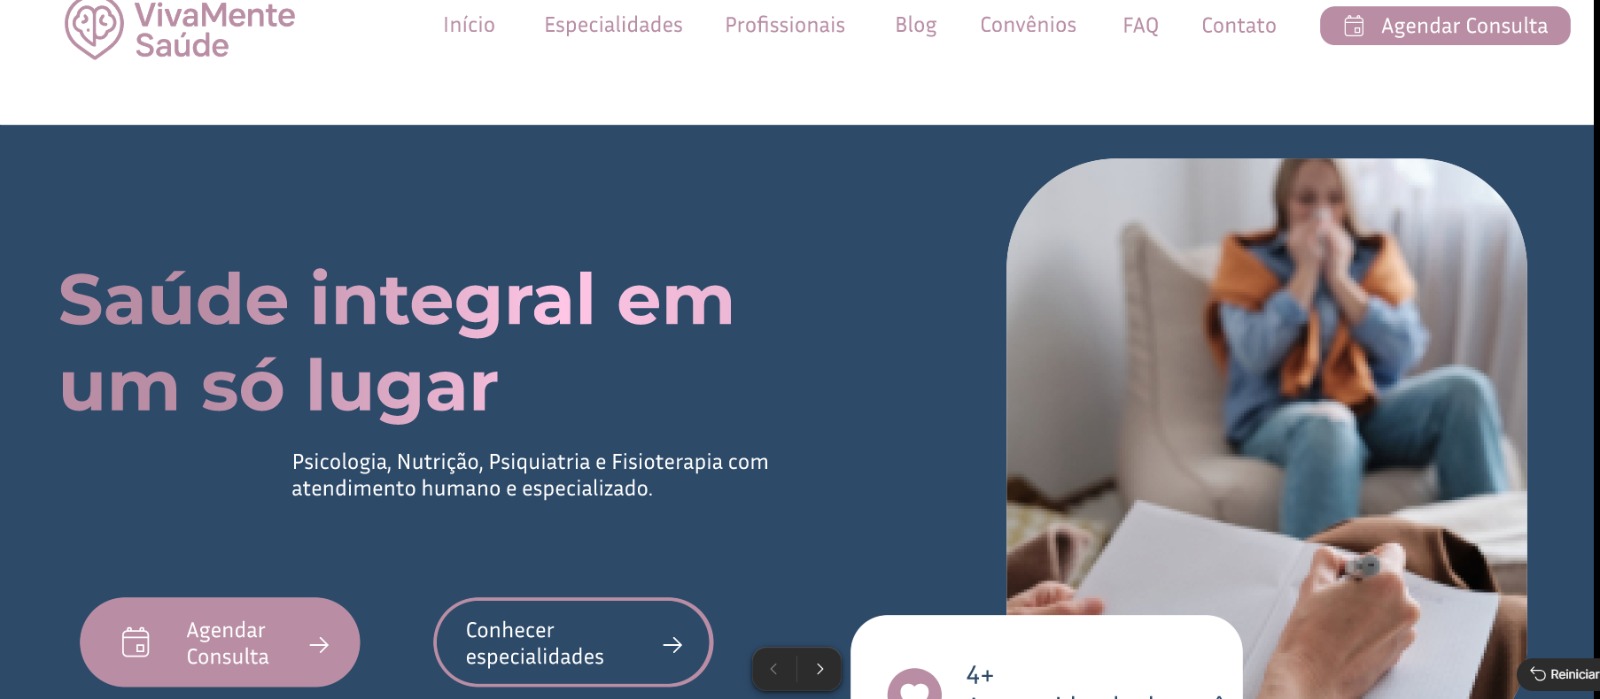 VivaMente
Saúde
Início
Especialidades
Profissionais
Blog
Convênios
FAQ
Contato
Agendar Consulta
Saúde integral em
um só lugar
Psicologia, Nutrição, Psiquiatria e Fisioterapia com
atendimento humano e especializado.
Agendar
Consulta
Conhecer
especialidades
4+
Reiniciar